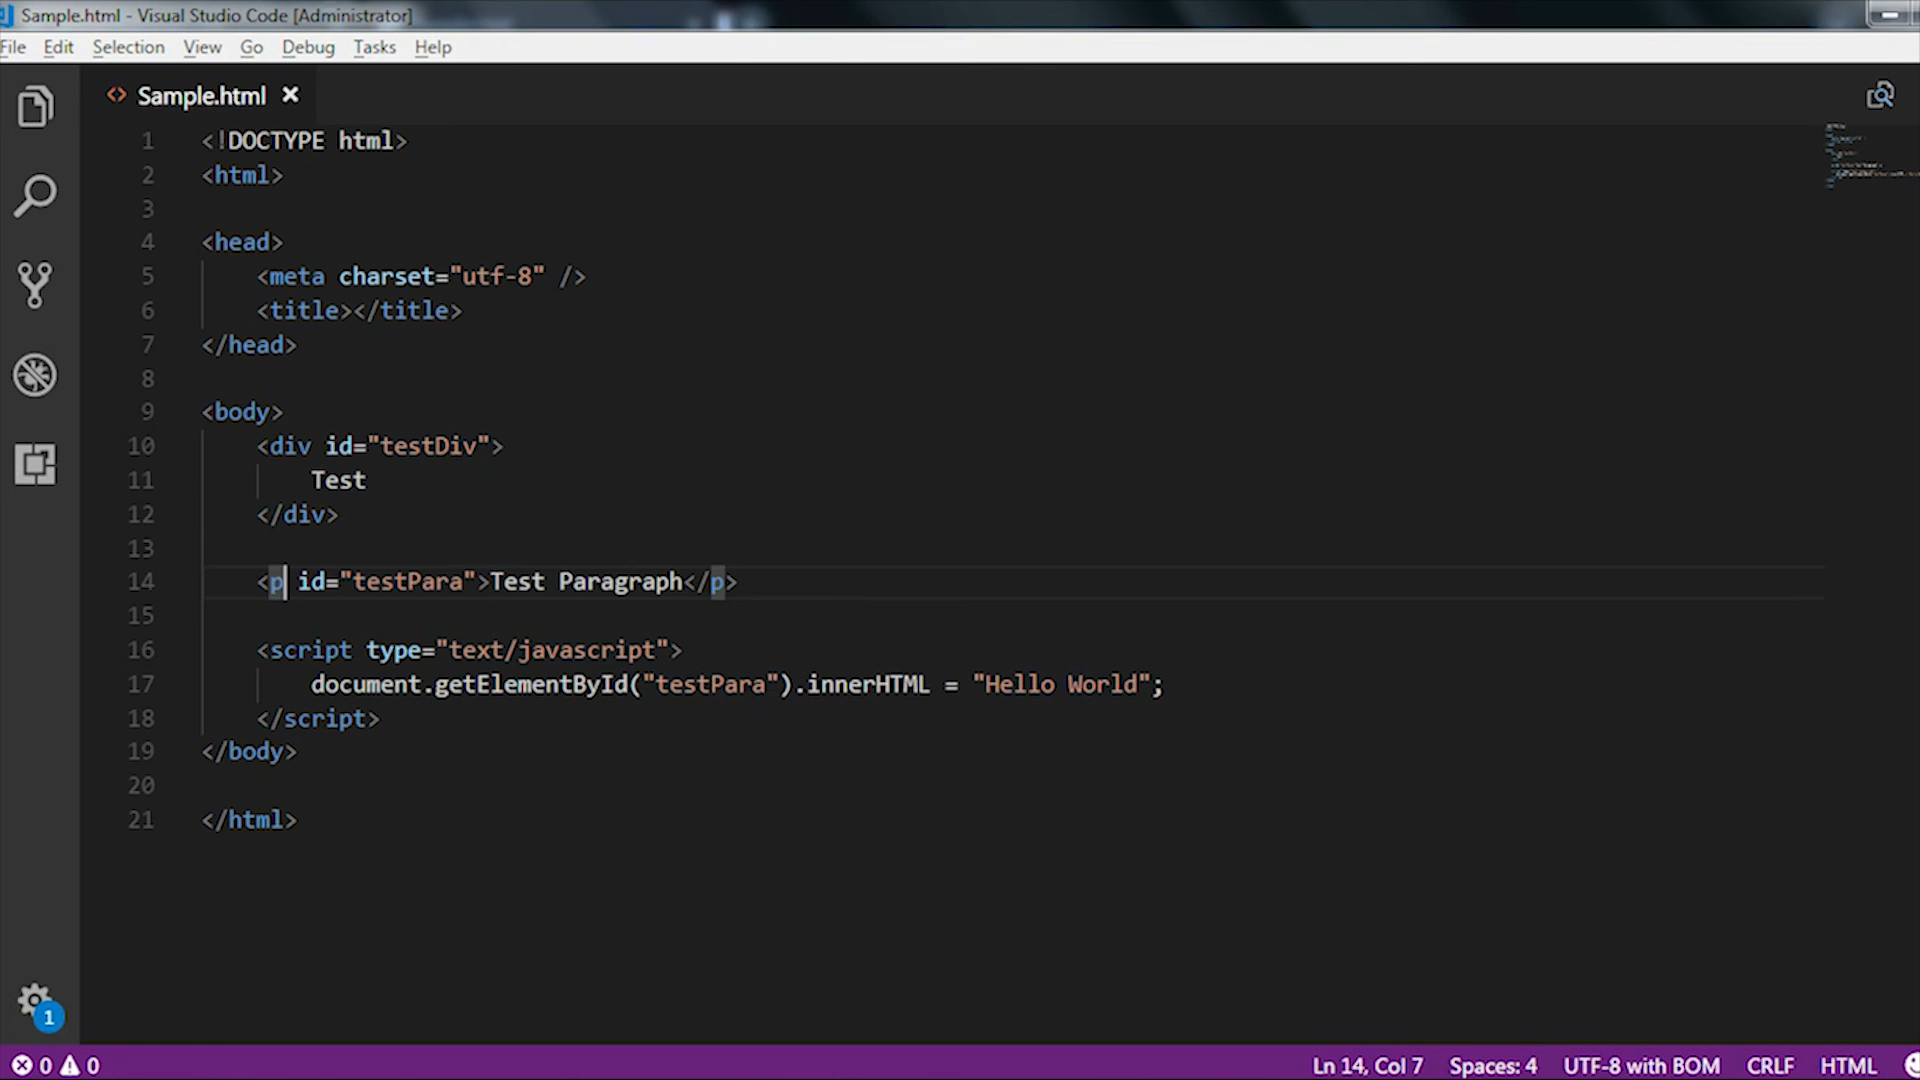 Sample.html - Visual Studio Code [Administrator]
File Edit Selection View Go Debug Tasks Help
<> Sample.html ×
1 <!DOCTYPE html>
2 <html>
3
4 <head>
5     <meta charset="utf-8" />
6     <title></title>
7 </head>
8
9 <body>
10     <div id="testDiv">
11         Test
12     </div>
13
14     <p id="testPara">Test Paragraph</p>
15
16     <script type="text/javascript">
17         document.getElementById("testPara").innerHTML = "Hello World";
18     </script>
19 </body>
20
21 </html>
1
0 0 Ln 14, Col 7 Spaces: 4 UTF-8 with BOM CRLF HTML